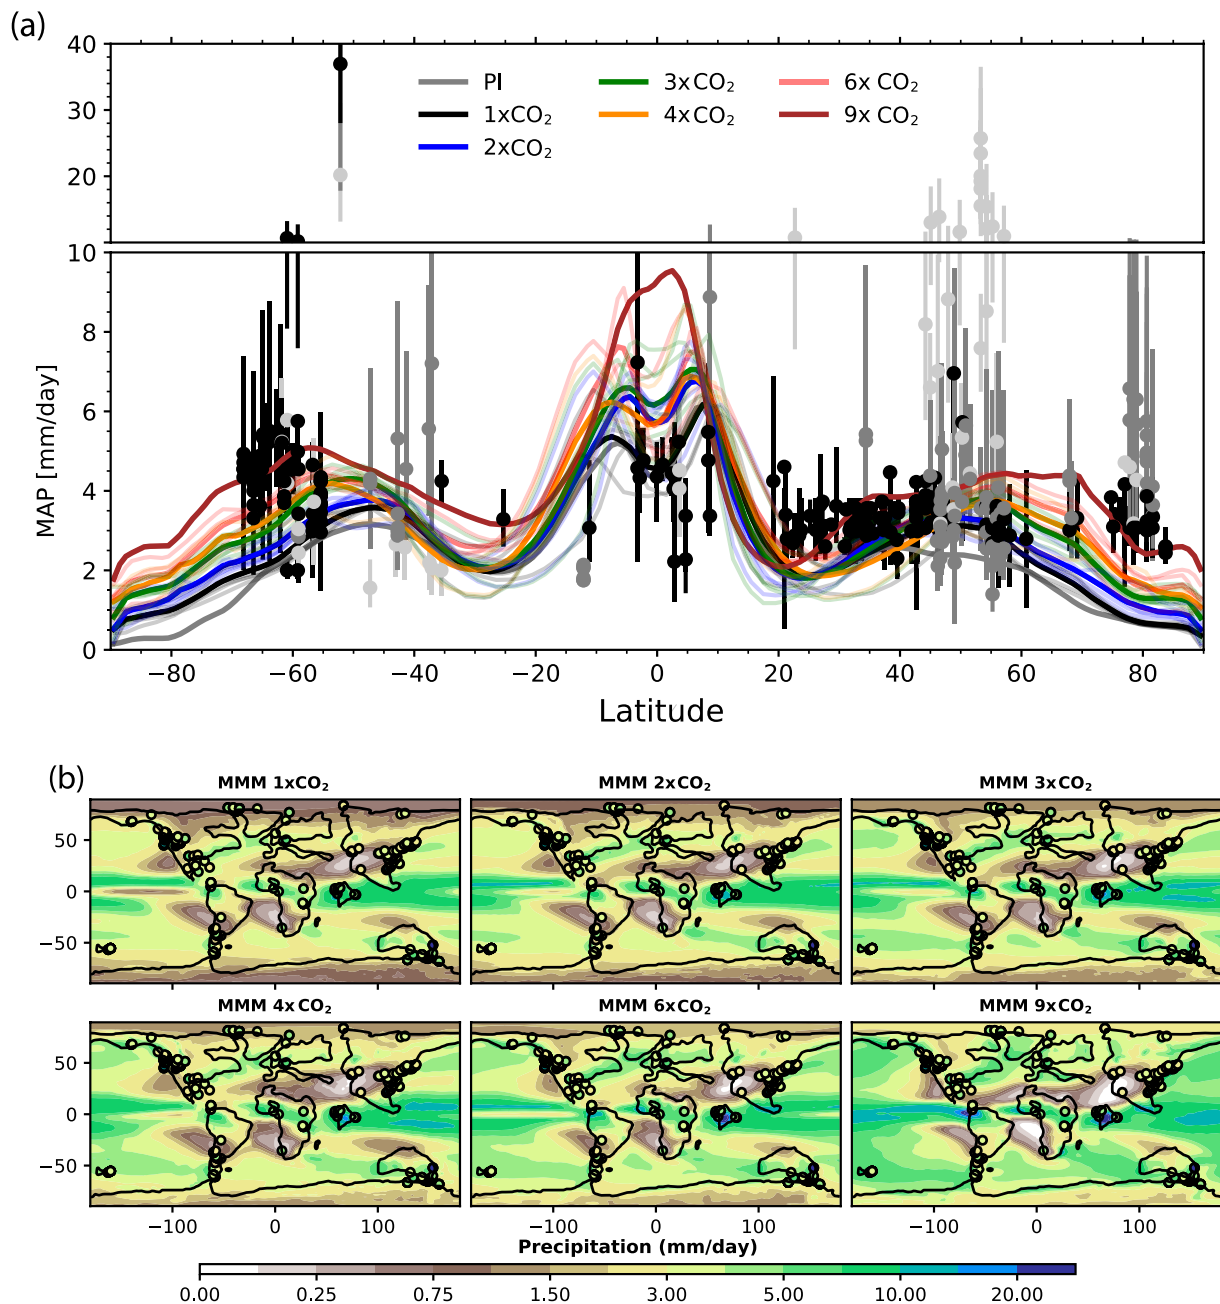 (a)
40
30
20
10
PI
1xCO₂
2xCO₂
3xCO₂
4xCO₂
6x CO₂
9x CO₂
10
8
6
4
2
0
MAP [mm/day]
−80 −60 −40 −20 0 20 40 60 80
Latitude
(b)
MMM 1xCO₂ MMM 2xCO₂ MMM 3xCO₂
50
0
−50
MMM 4xCO₂ MMM 6xCO₂ MMM 9xCO₂
50
0
−50
−100 0 100 −100 0 100 −100 0 100
Precipitation (mm/day)
0.00 0.25 0.75 1.50 3.00 5.00 10.00 20.00